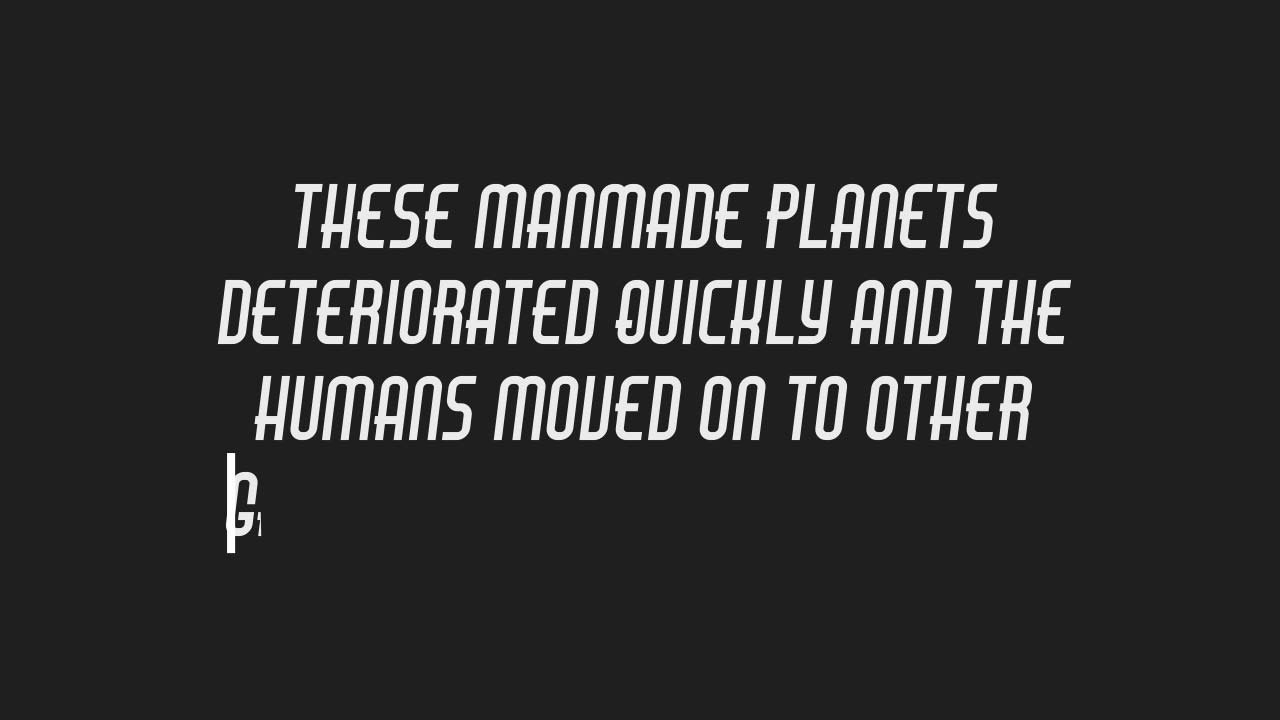 THESE MANMADE PLANETS
DETERIORATED QUICKLY AND THE
HUMANS MOVED ON TO OTHER
G